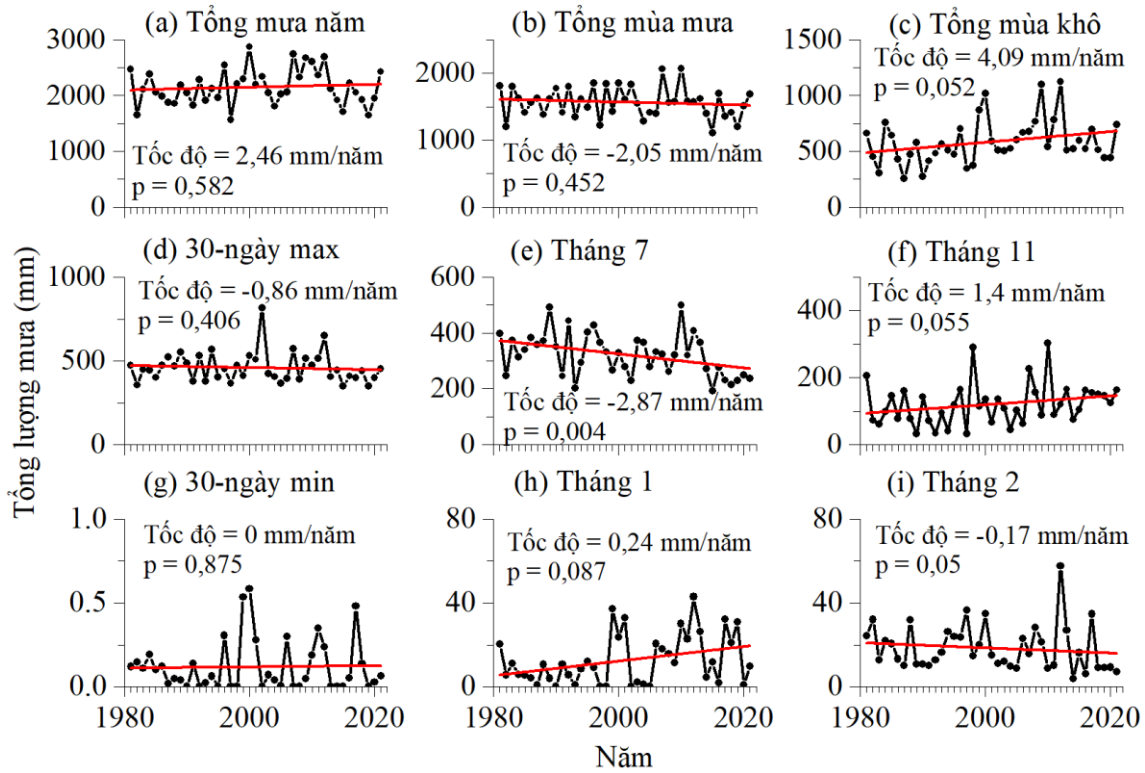 (a) Tổng mưa năm
3000
2000
1000
0
Tốc độ = 2,46 mm/năm
p = 0,582
(b) Tổng mùa mưa
2000
1000
0
Tốc độ = -2,05 mm/năm
p = 0,452
(c) Tổng mùa khô
1500
1000
500
0
Tốc độ = 4,09 mm/năm
p = 0,052
Tổng lượng mưa (mm)
(d) 30-ngày max
1000
500
0
Tốc độ = -0,86 mm/năm
p = 0,406
(e) Tháng 7
600
400
200
0
Tốc độ = -2,87 mm/năm
p = 0,004
(f) Tháng 11
400
200
0
Tốc độ = 1,4 mm/năm
p = 0,055
(g) 30-ngày min
1.0
0.5
0.0
Tốc độ = 0 mm/năm
p = 0,875
1980 2000 2020
(h) Tháng 1
80
40
0
Tốc độ = 0,24 mm/năm
p = 0,087
1980 2000 2020
(i) Tháng 2
80
40
0
Tốc độ = -0,17 mm/năm
p = 0,05
1980 2000 2020
Năm